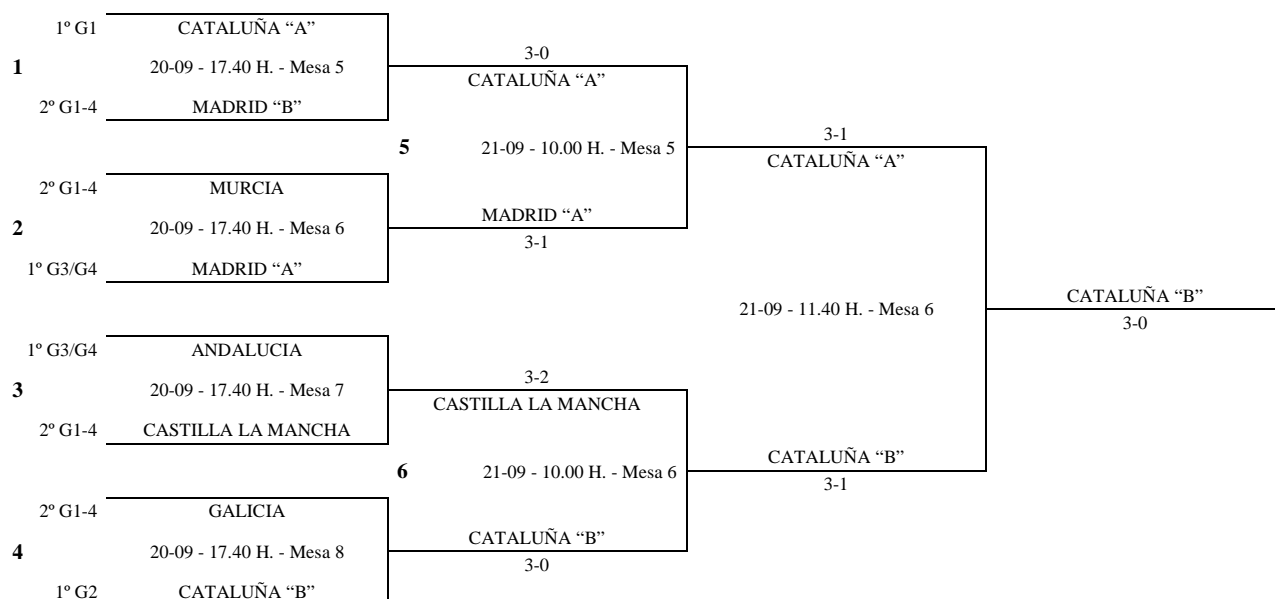 1º G1 CATALUÑA “A”
3-0
1 20-09 - 17.40 H. - Mesa 5
CATALUÑA “A”
2º G1-4 MADRID “B”
3-1
5 21-09 - 10.00 H. - Mesa 5
CATALUÑA “A”
2º G1-4 MURCIA
MADRID “A”
2 20-09 - 17.40 H. - Mesa 6
3-1
1º G3/G4 MADRID “A”
CATALUÑA “B”
21-09 - 11.40 H. - Mesa 6
3-0
1º G3/G4 ANDALUCIA
3-2
3 20-09 - 17.40 H. - Mesa 7
CASTILLA LA MANCHA
2º G1-4 CASTILLA LA MANCHA
CATALUÑA “B”
6 21-09 - 10.00 H. - Mesa 6
3-1
2º G1-4 GALICIA
CATALUÑA “B”
4 20-09 - 17.40 H. - Mesa 8
3-0
1º G2 CATALUÑA “B”